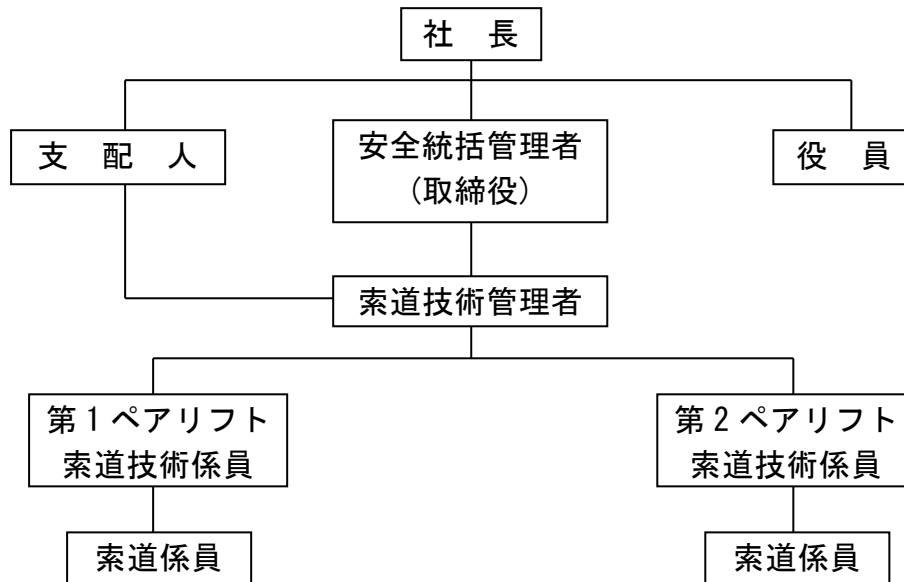 社　長
支　配　人
安全統括管理者
(取締役)
役　員
索道技術管理者
第1ペアリフト
索道技術係員
第2ペアリフト
索道技術係員
索道係員
索道係員